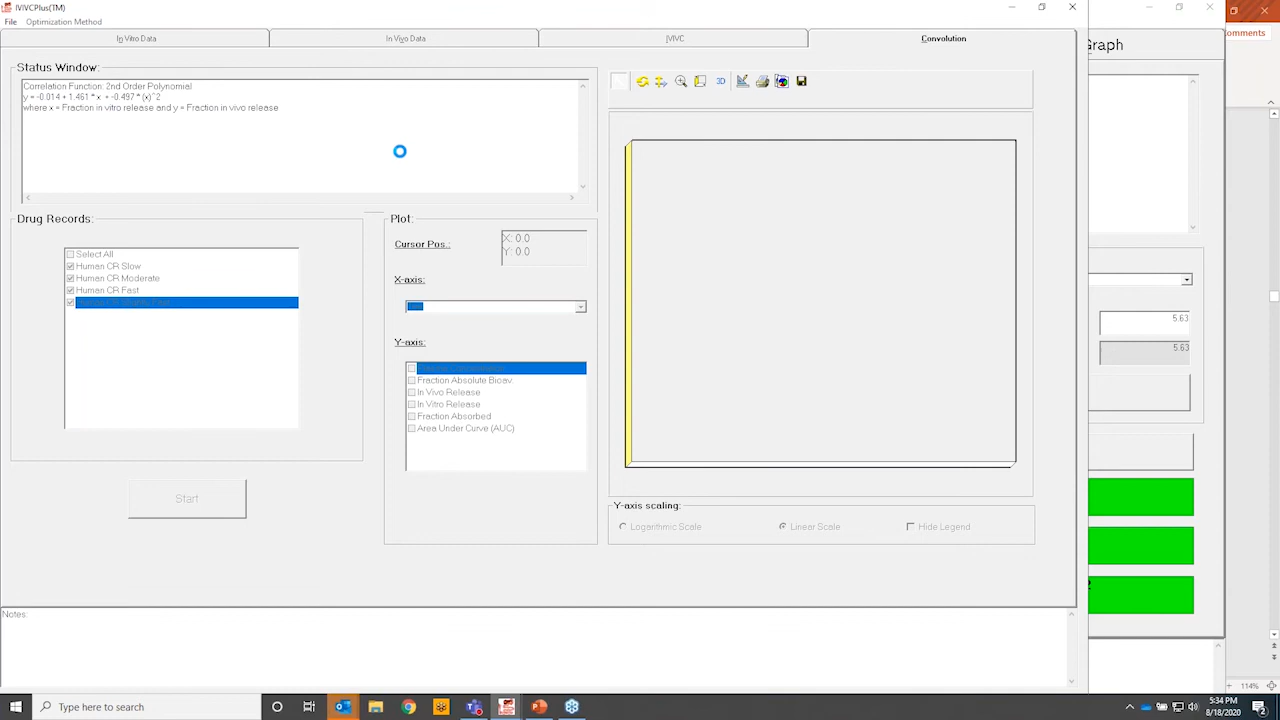 IVIVCPlus(TM)
File Optimization Method
In Vitro Data In Vivo Data IVIVC Convolution
Status Window:
Correlation Function: 2nd Order Polynomial
y = -0.014 + 1.461 * x + -0.497 * (x)^2
where x = Fraction in vitro release and y = Fraction in vivo release
3D
Drug Records:
Select All
Human CR Slow
Human CR Moderate
Human CR Fast
Plot:
Cursor Pos.:
X: 0.0
Y: 0.0
X-axis:
Y-axis:
Fraction Absolute Bioav.
In Vivo Release
In Vitro Release
Fraction Absorbed
Area Under Curve (AUC)
Start
Y-axis scaling:
Logarithmic Scale Linear Scale Hide Legend
Notes:
omments
Graph
5.63
5.63
114%
Type here to search
5:34 PM
8/18/2020
2